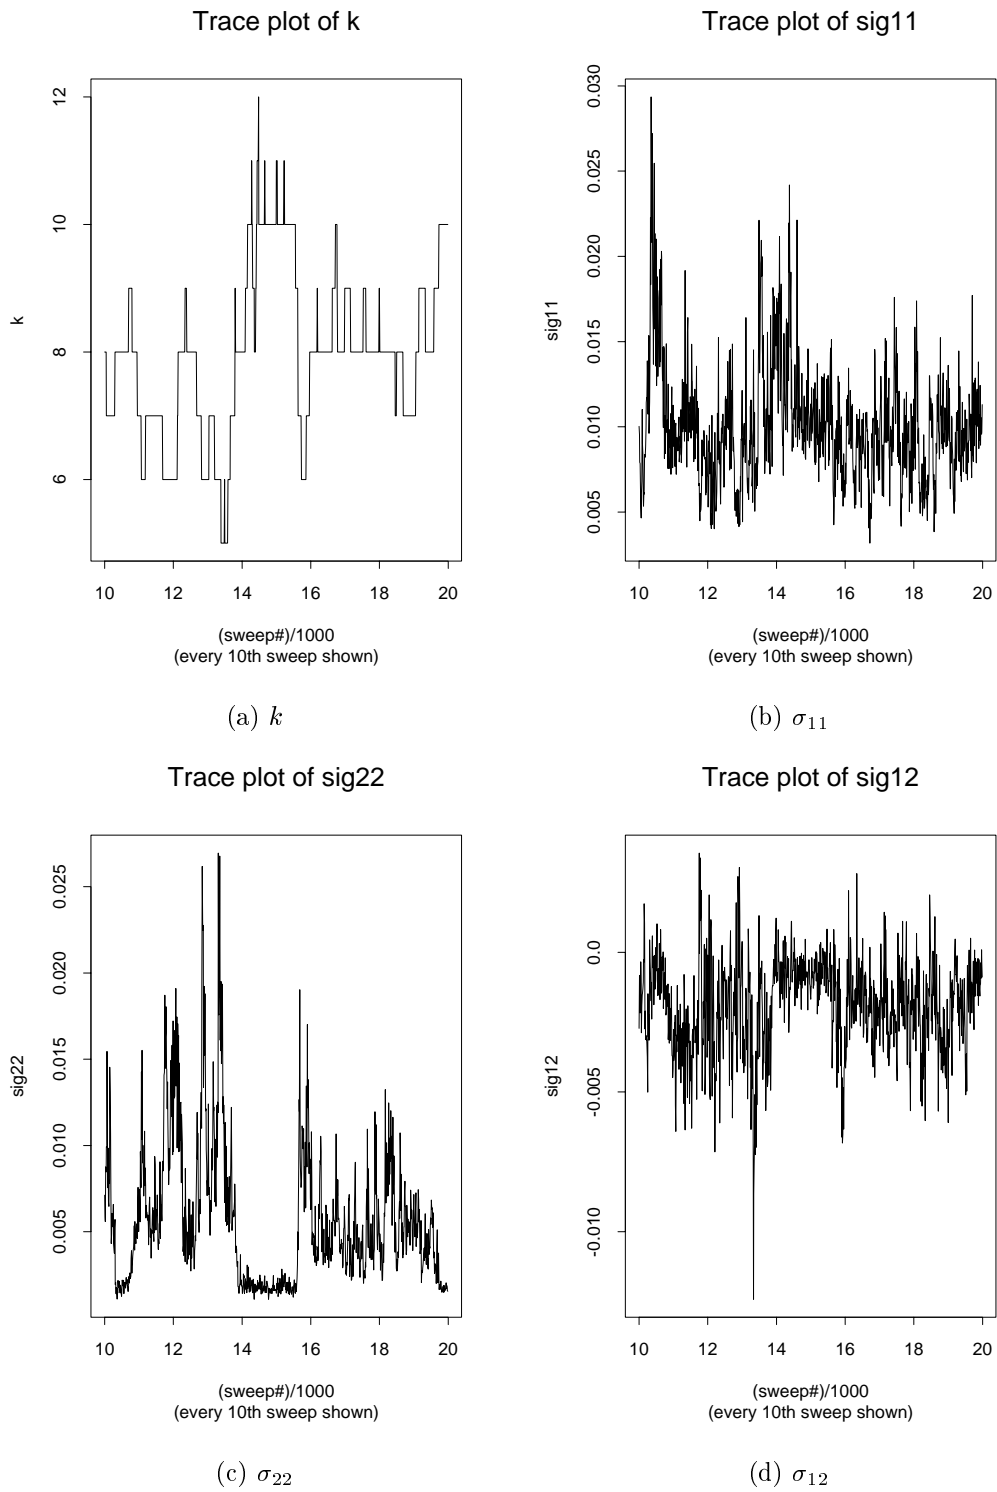 Trace plot of k
k
12
10
8
6
10 12 14 16 18 20
(sweep#)/1000
(every 10th sweep shown)
(a) k
Trace plot of sig11
sig11
0.030
0.025
0.020
0.015
0.010
0.005
10 12 14 16 18 20
(sweep#)/1000
(every 10th sweep shown)
(b) σ11
Trace plot of sig22
sig22
0.025
0.020
0.015
0.010
0.005
10 12 14 16 18 20
(sweep#)/1000
(every 10th sweep shown)
(c) σ22
Trace plot of sig12
sig12
0.0
-0.005
-0.010
10 12 14 16 18 20
(sweep#)/1000
(every 10th sweep shown)
(d) σ12